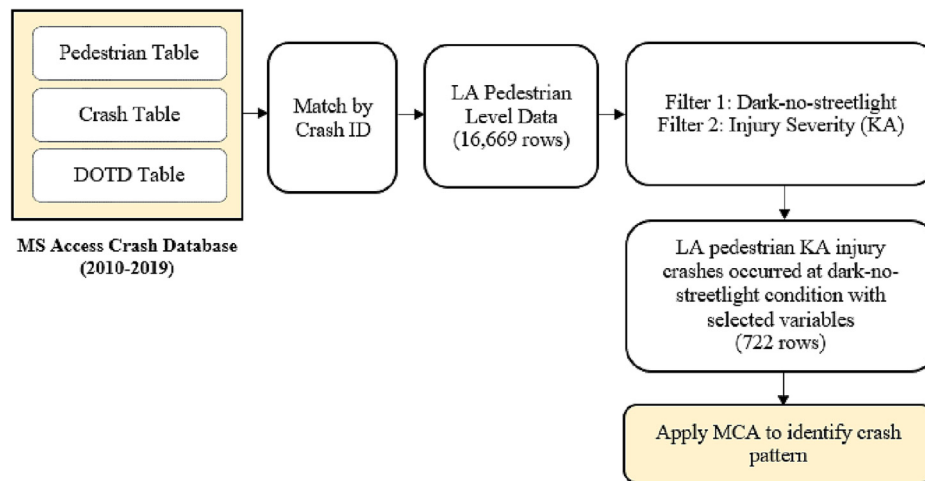 Pedestrian Table
Crash Table
DOTD Table
MS Access Crash Database
(2010-2019)
Match by
Crash ID
LA Pedestrian
Level Data
(16,669 rows)
Filter 1: Dark-no-streetlight
Filter 2: Injury Severity (KA)
LA pedestrian KA injury
crashes occurred at dark-no-
streetlight condition with
selected variables
(722 rows)
Apply MCA to identify crash
pattern